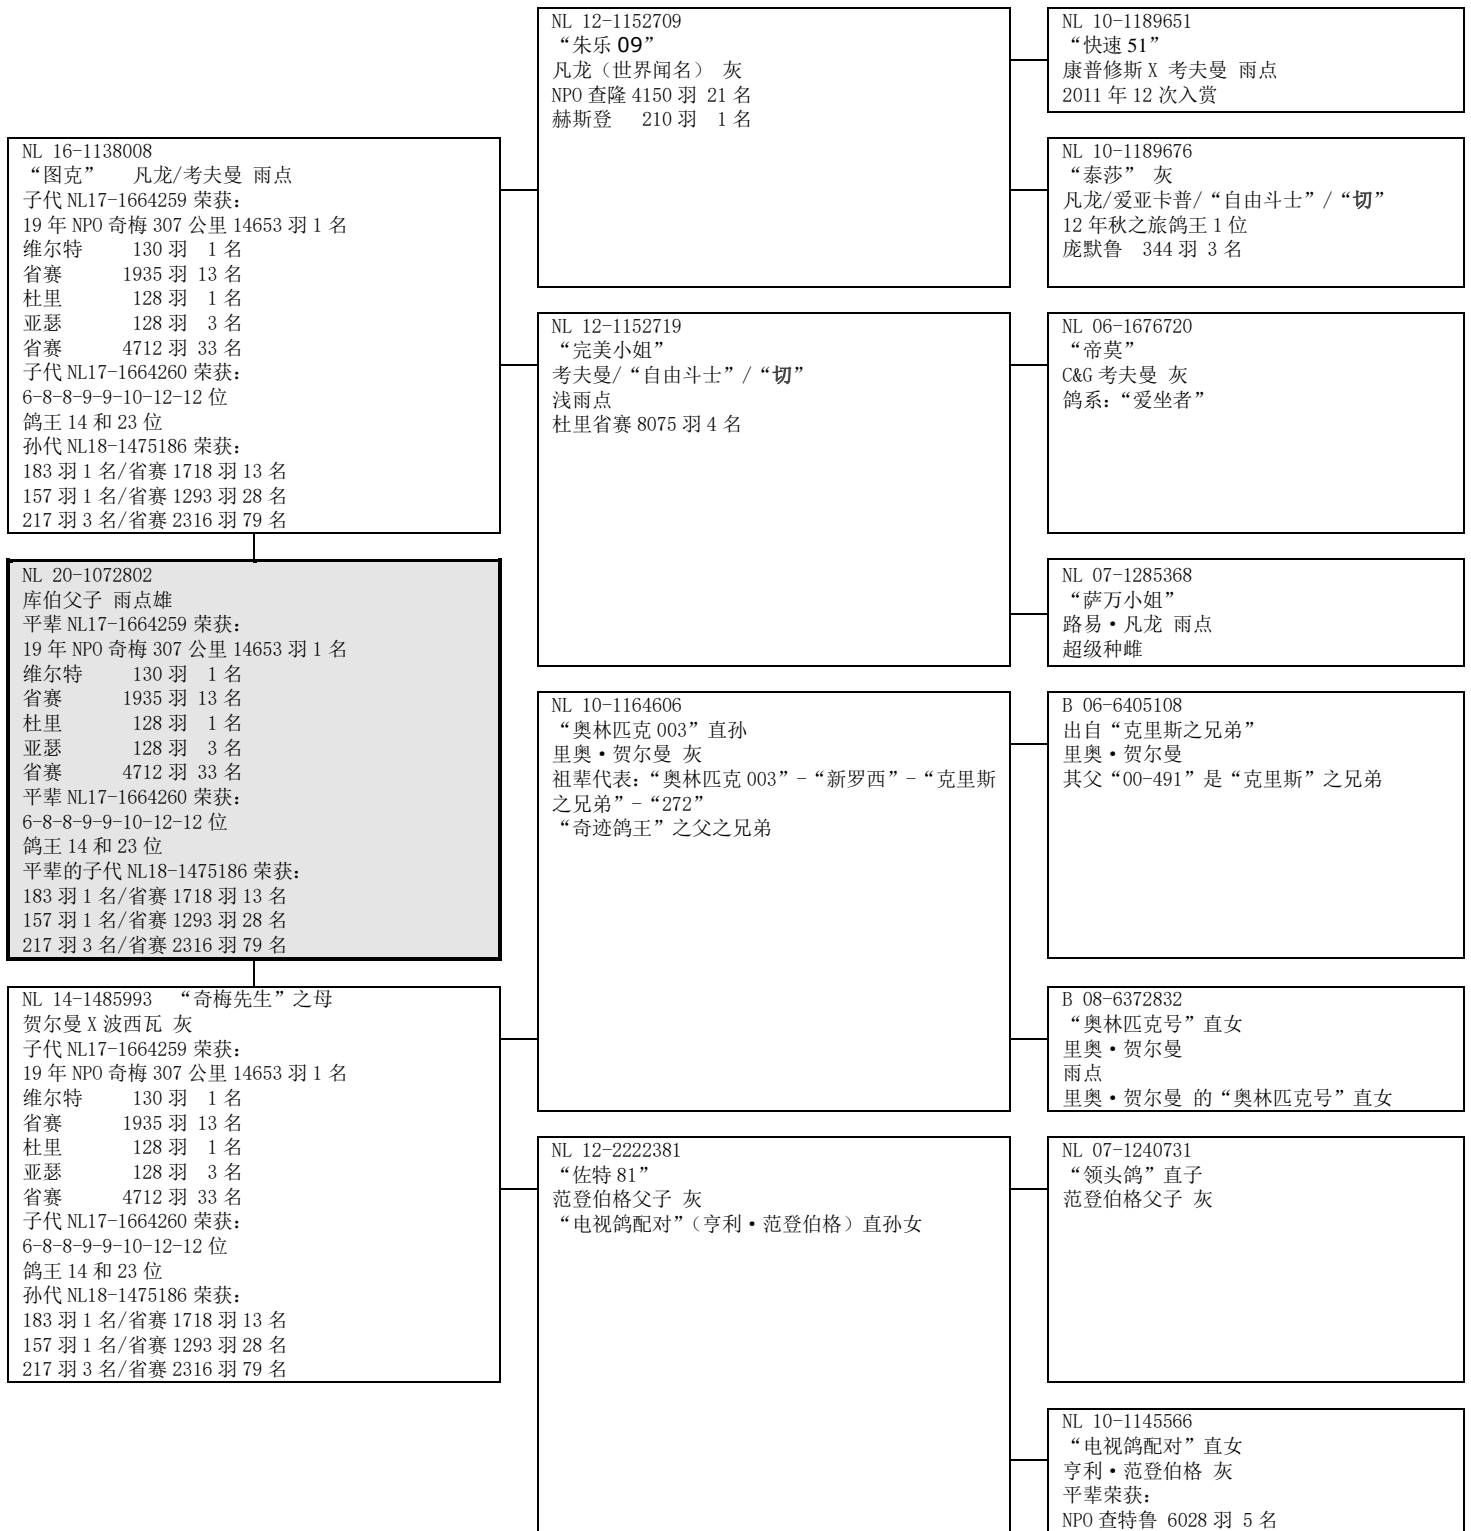 NL 16-1138008
“图克” 凡龙/考夫曼 雨点
子代 NL17-1664259 荣获：
19 年 NPO 奇梅 307 公里 14653 羽 1 名
维尔特 130 羽 1 名
省赛 1935 羽 13 名
杜里 128 羽 1 名
亚瑟 128 羽 3 名
省赛 4712 羽 33 名
子代 NL17-1664260 荣获：
6-8-8-9-9-10-12-12 位
鸽王 14 和 23 位
孙代 NL18-1475186 荣获：
183 羽 1 名/省赛 1718 羽 13 名
157 羽 1 名/省赛 1293 羽 28 名
217 羽 3 名/省赛 2316 羽 79 名
NL 20-1072802
库伯父子 雨点雄
平辈 NL17-1664259 荣获：
19 年 NPO 奇梅 307 公里 14653 羽 1 名
维尔特 130 羽 1 名
省赛 1935 羽 13 名
杜里 128 羽 1 名
亚瑟 128 羽 3 名
省赛 4712 羽 33 名
平辈 NL17-1664260 荣获：
6-8-8-9-9-10-12-12 位
鸽王 14 和 23 位
平辈的子代 NL18-1475186 荣获：
183 羽 1 名/省赛 1718 羽 13 名
157 羽 1 名/省赛 1293 羽 28 名
217 羽 3 名/省赛 2316 羽 79 名
NL 14-1485993 “奇梅先生”之母
贺尔曼 X 波西瓦 灰
子代 NL17-1664259 荣获：
19 年 NPO 奇梅 307 公里 14653 羽 1 名
维尔特 130 羽 1 名
省赛 1935 羽 13 名
杜里 128 羽 1 名
亚瑟 128 羽 3 名
省赛 4712 羽 33 名
子代 NL17-1664260 荣获：
6-8-8-9-9-10-12-12 位
鸽王 14 和 23 位
孙代 NL18-1475186 荣获：
183 羽 1 名/省赛 1718 羽 13 名
157 羽 1 名/省赛 1293 羽 28 名
217 羽 3 名/省赛 2316 羽 79 名
NL 12-1152709
“朱乐 09”
凡龙（世界闻名） 灰
NPO 查隆 4150 羽 21 名
赫斯登 210 羽 1 名
NL 12-1152719
“完美小姐”
考夫曼/“自由斗士”/“切”
浅雨点
杜里省赛 8075 羽 4 名
NL 10-1164606
“奥林匹克 003”直孙
里奥·贺尔曼 灰
祖辈代表：“奥林匹克 003”-“新罗西”-“克里斯
之兄弟”-“272”
“奇迹鸽王”之父之兄弟
NL 12-2222381
“佐特 81”
范登伯格父子 灰
“电视鸽配对”（亨利·范登伯格）直孙女
NL 10-1189651
“快速 51”
康普修斯 X 考夫曼 雨点
2011 年 12 次入赏
NL 10-1189676
“泰莎” 灰
凡龙/爱亚卡普/“自由斗士”/“切”
12 年秋之旅鸽王 1 位
庞默鲁 344 羽 3 名
NL 06-1676720
“帝莫”
C&G 考夫曼 灰
鸽系：“爱坐者”
NL 07-1285368
“萨万小姐”
路易·凡龙 雨点
超级种雌
B 06-6405108
出自“克里斯之兄弟”
里奥·贺尔曼
其父“00-491”是“克里斯”之兄弟
B 08-6372832
“奥林匹克号”直女
里奥·贺尔曼
雨点
里奥·贺尔曼 的“奥林匹克号”直女
NL 07-1240731
“领头鸽”直子
范登伯格父子 灰
NL 10-1145566
“电视鸽配对”直女
亨利·范登伯格 灰
平辈荣获：
NPO 查特鲁 6028 羽 5 名